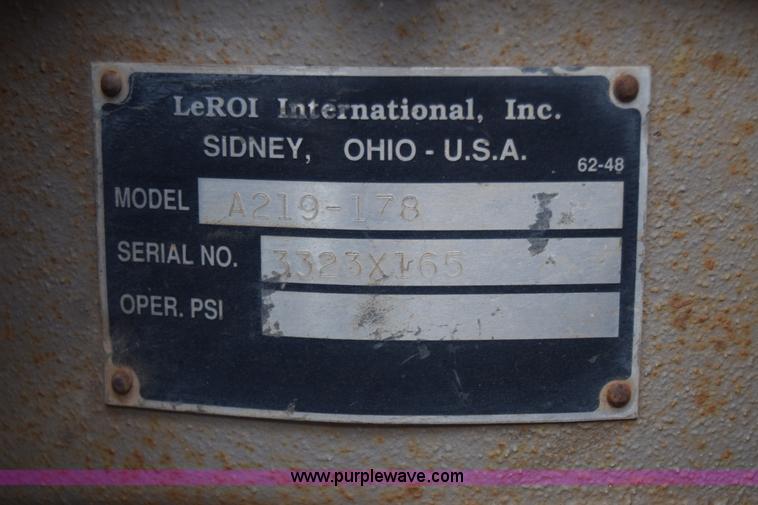 LeROI International, Inc.
SIDNEY, OHIO - U.S.A.
62-48
MODEL A219-178
SERIAL NO. 3323X165
OPER. PSI
www.purplewave.com